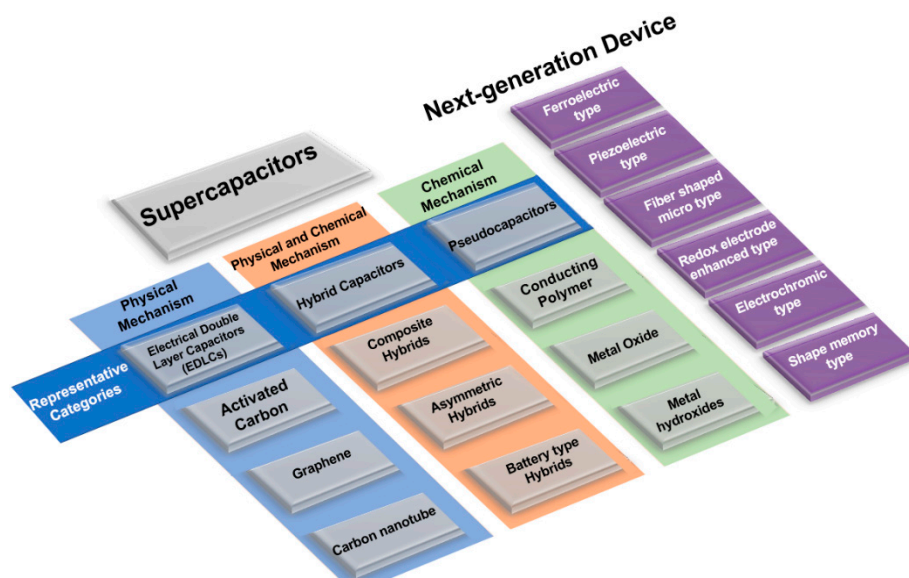 Next-generation Device
Ferroelectric
type
Piezoelectric
type
Fiber shaped
micro type
Redox electrode
enhanced type
Electrochromic
type
Shape memory
type
Supercapacitors
Representative
Categories
Physical
Mechanism
Electrical Double
Layer Capacitors
(EDLCs)
Activated
Carbon
Graphene
Carbon nanotube
Physical and Chemical
Mechanism
Hybrid Capacitors
Composite
Hybrids
Asymmetric
Hybrids
Battery type
Hybrids
Chemical
Mechanism
Pseudocapacitors
Conducting
Polymer
Metal Oxide
Metal
hydroxides